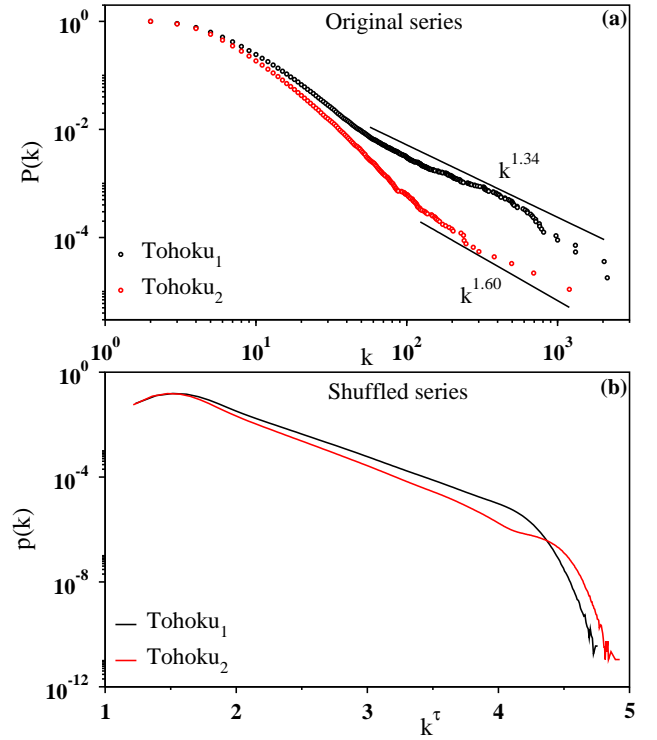 Original series (a)
10^0
10^-2
10^-4
P(k)
k^1.34
k^1.60
Tohoku_1
Tohoku_2
10^0 10^1 10^2 10^3
k
Shuffled series (b)
10^0
10^-4
10^-8
10^-12
p(k)
Tohoku_1
Tohoku_2
1 2 3 4 5
k^τ